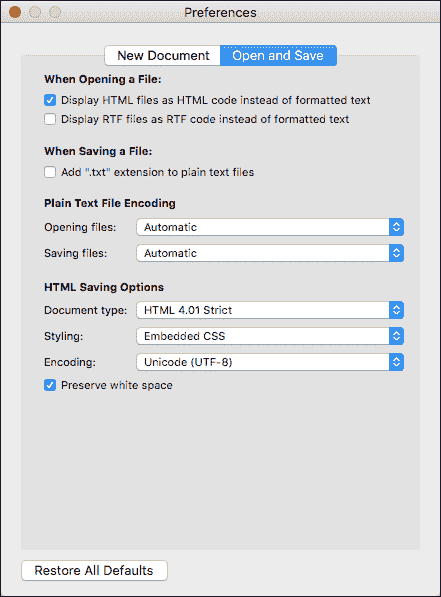 Preferences
New Document Open and Save
When Opening a File:
Display HTML files as HTML code instead of formatted text
Display RTF files as RTF code instead of formatted text
When Saving a File:
Add ".txt" extension to plain text files
Plain Text File Encoding
Opening files: Automatic
Saving files: Automatic
HTML Saving Options
Document type: HTML 4.01 Strict
Styling: Embedded CSS
Encoding: Unicode (UTF-8)
Preserve white space
Restore All Defaults